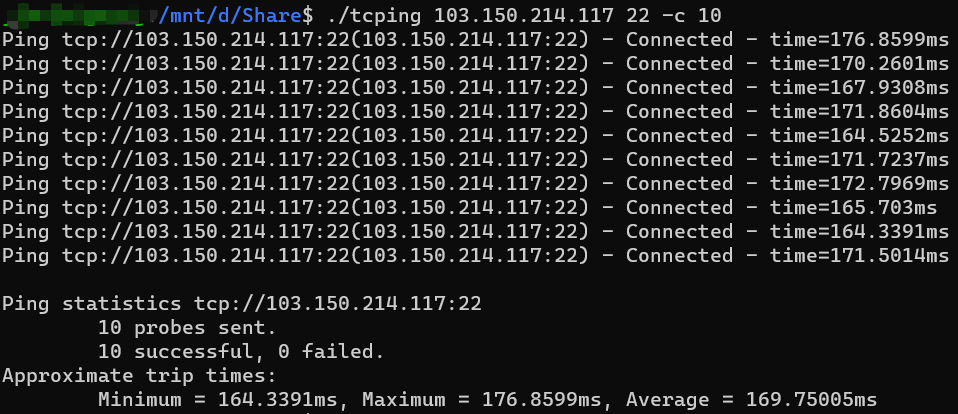 /mnt/d/Share$ ./tcping 103.150.214.117 22 -c 10
Ping tcp://103.150.214.117:22(103.150.214.117:22) - Connected - time=176.8599ms
Ping tcp://103.150.214.117:22(103.150.214.117:22) - Connected - time=170.2601ms
Ping tcp://103.150.214.117:22(103.150.214.117:22) - Connected - time=167.9308ms
Ping tcp://103.150.214.117:22(103.150.214.117:22) - Connected - time=171.8604ms
Ping tcp://103.150.214.117:22(103.150.214.117:22) - Connected - time=164.5252ms
Ping tcp://103.150.214.117:22(103.150.214.117:22) - Connected - time=171.7237ms
Ping tcp://103.150.214.117:22(103.150.214.117:22) - Connected - time=172.7969ms
Ping tcp://103.150.214.117:22(103.150.214.117:22) - Connected - time=165.703ms
Ping tcp://103.150.214.117:22(103.150.214.117:22) - Connected - time=164.3391ms
Ping tcp://103.150.214.117:22(103.150.214.117:22) - Connected - time=171.5014ms
Ping statistics tcp://103.150.214.117:22
10 probes sent.
10 successful, 0 failed.
Approximate trip times:
Minimum = 164.3391ms, Maximum = 176.8599ms, Average = 169.75005ms